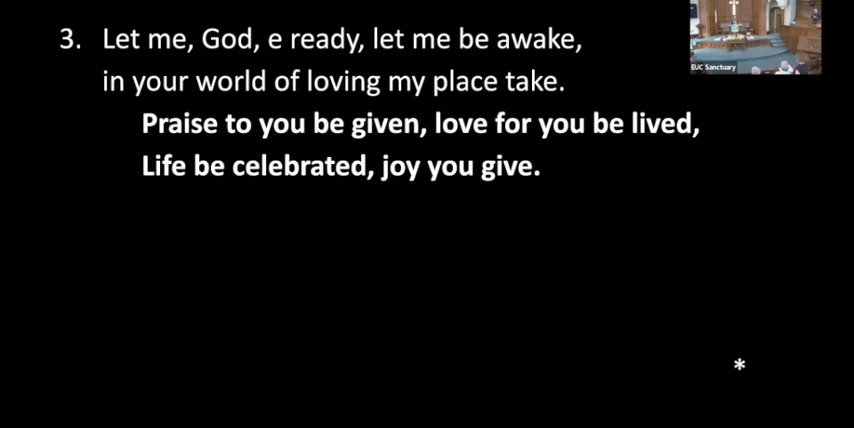 3. Let me, God, e ready, let me be awake,
in your world of loving my place take.
Praise to you be given, love for you be lived,
Life be celebrated, joy you give.
EUC Sanctuary
*